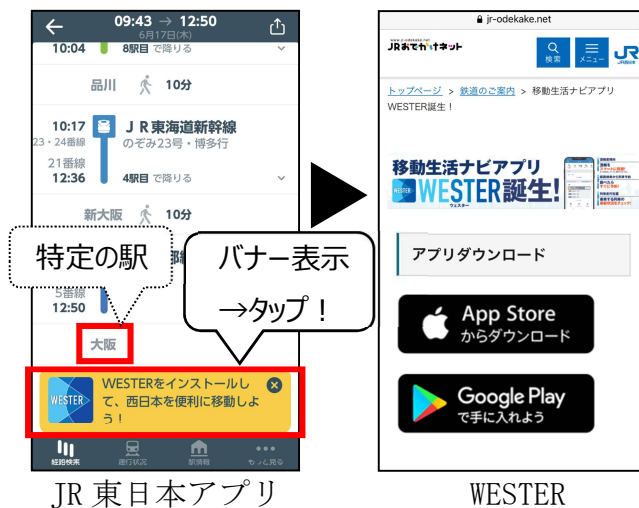 09:43 → 12:50
6月17日(木)
10:04 8駅目 で降りる
品川 10分
10:17 ＪＲ東海道新幹線
23・24番線 のぞみ23号・博多行
21番線
12:36 4駅目 で降りる
新大阪 10分
特定の駅
バナー表示
→タップ！
5番線
12:50
大阪
WESTER
WESTERをインストールし
て、西日本を便利に移動しよ
う！
経路検索 運行状況 駅情報 もっと見る
JR 東日本アプリ
jr-odekake.net
www.jr-odekake.net
JRおでかけネット
検索 メニュー JR西日本
トップページ > 鉄道のご案内 > 移動生活ナビアプリ
WESTER誕生！
移動生活ナビアプリ
WESTER WESTER誕生!
ウェスター
アプリダウンロード
App Store
からダウンロード
Google Play
で手に入れよう
WESTER